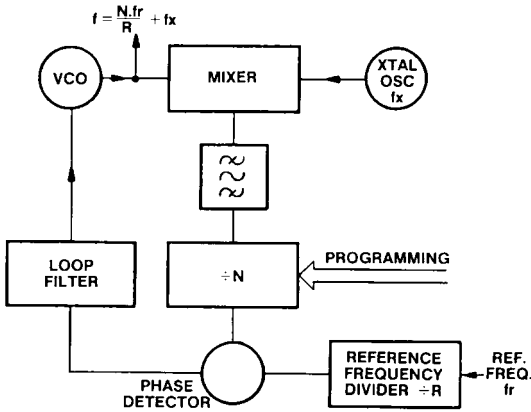 f = N.fr/R + fx
VCO
MIXER
XTAL
OSC
fx
LOOP
FILTER
÷N
PROGRAMMING
PHASE
DETECTOR
REFERENCE
FREQUENCY
DIVIDER ÷R
REF.
FREQ.
fr